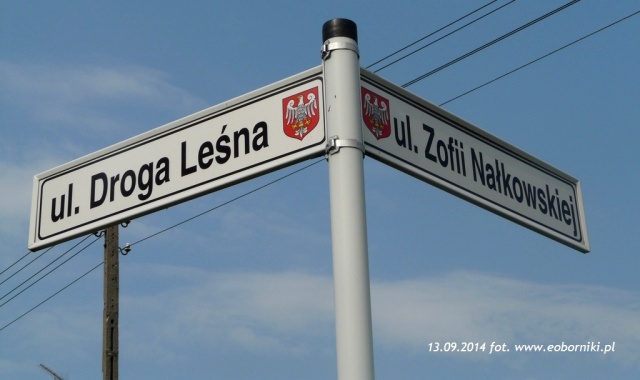 ul. Droga Leśna
ul. Zofii Nałkowskiej
13.09.2014 fot. www.eoborniki.pl